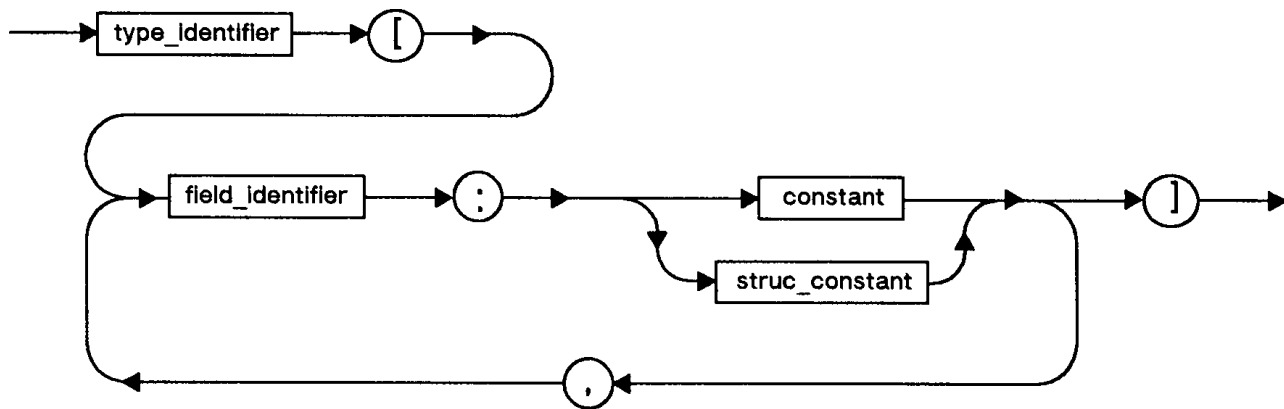 type_identifier [
field_identifier : constant ]
struc_constant
,